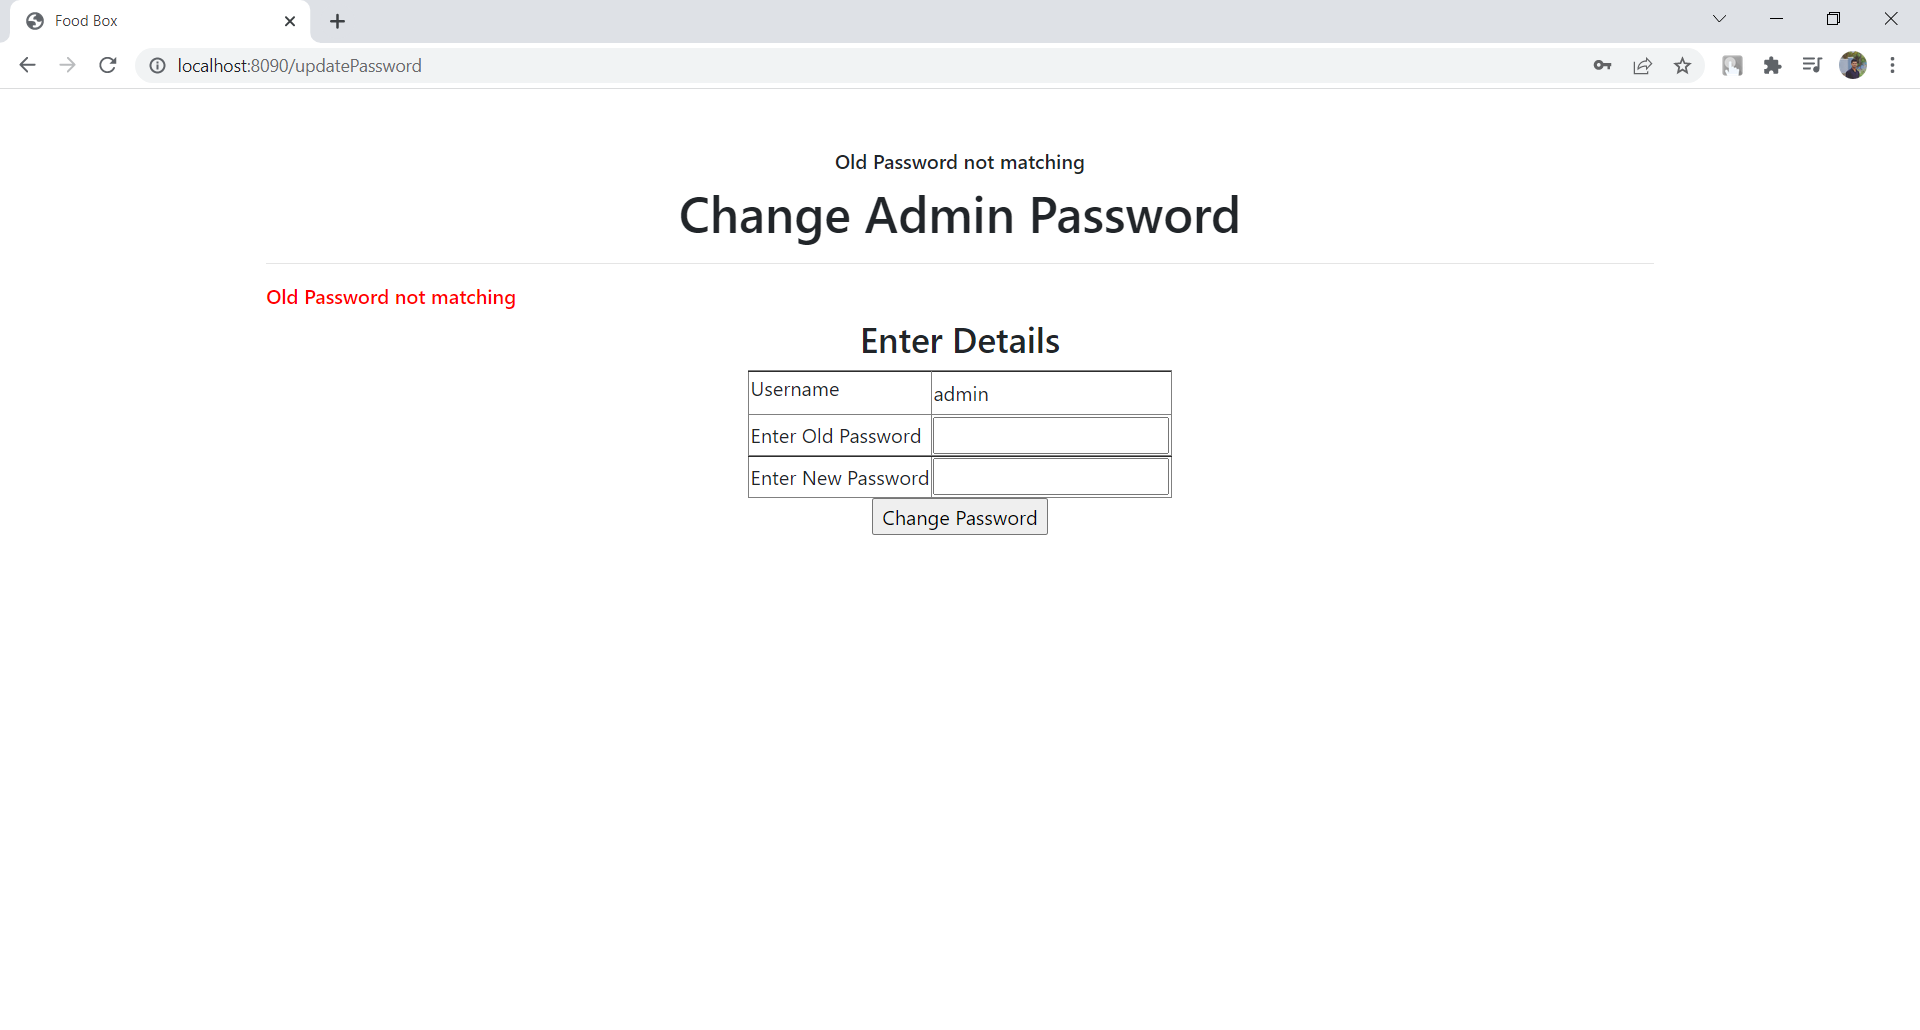 Food Box
localhost:8090/updatePassword
Old Password not matching
Change Admin Password
Old Password not matching
Enter Details
Username admin
Enter Old Password
Enter New Password
Change Password